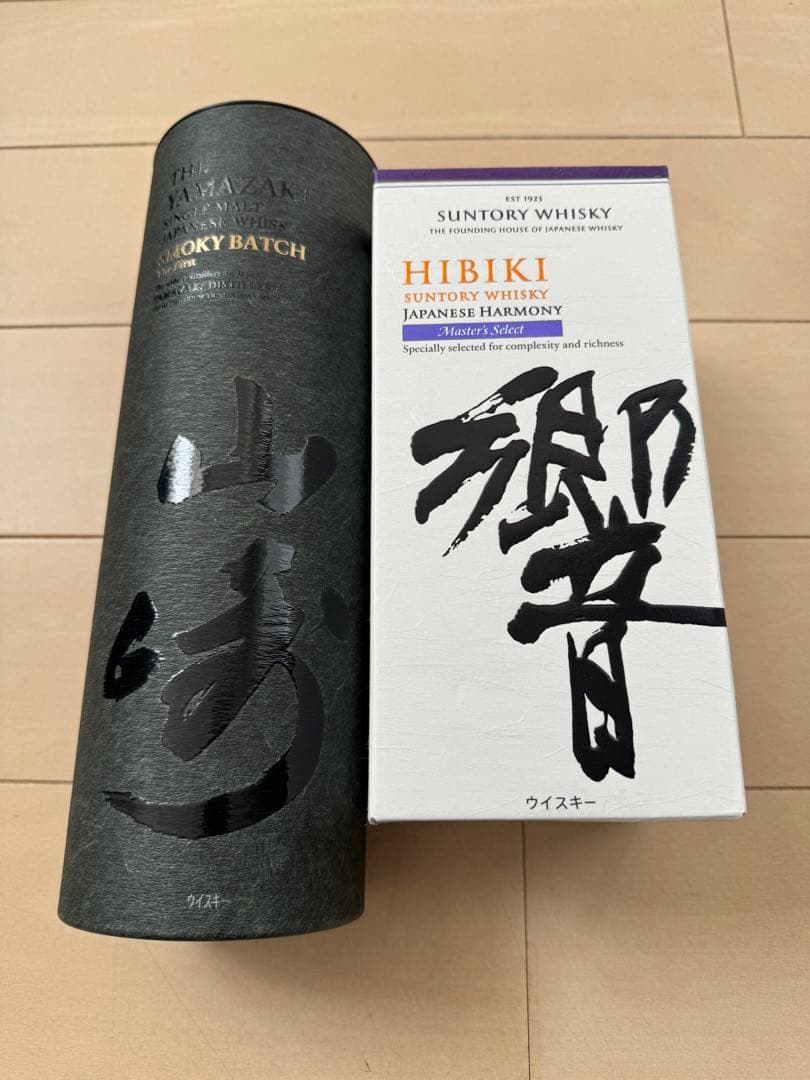 THE
YAMAZAKI
SINGLE MALT
JAPANESE WHISKY
SMOKY BATCH
The First
YAMAZAKI DISTILLERY
山崎
ウイスキー
EST 1923
SUNTORY WHISKY
THE FOUNDING HOUSE OF JAPANESE WHISKY
HIBIKI
SUNTORY WHISKY
JAPANESE HARMONY
Master's Select
Specially selected for complexity and richness
響
ウイスキー